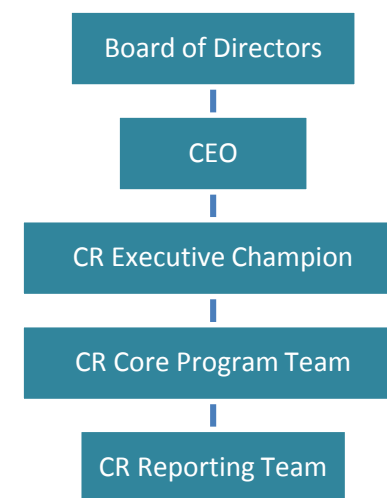 Board of Directors
CEO
CR Executive Champion
CR Core Program Team
CR Reporting Team